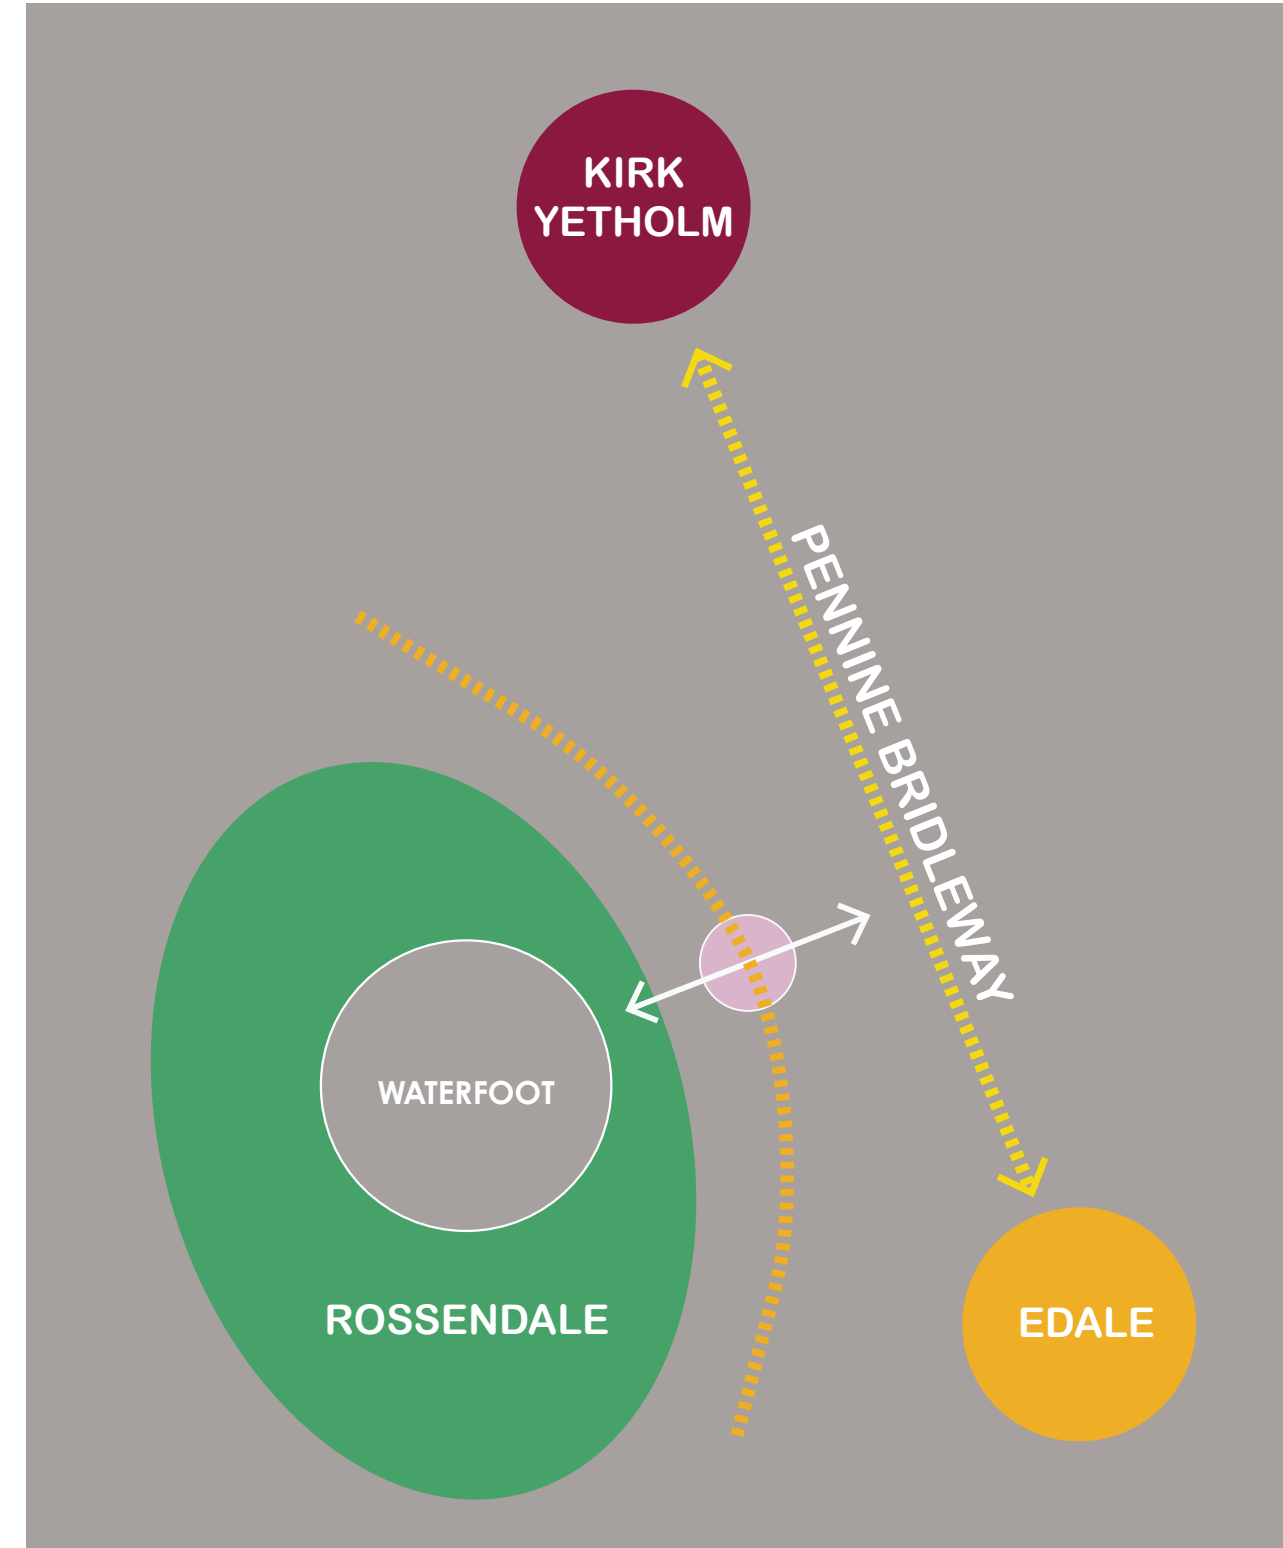 KIRK
YETHOLM
PENNINE BRIDLEWAY
WATERFOOT
ROSSENDALE
EDALE